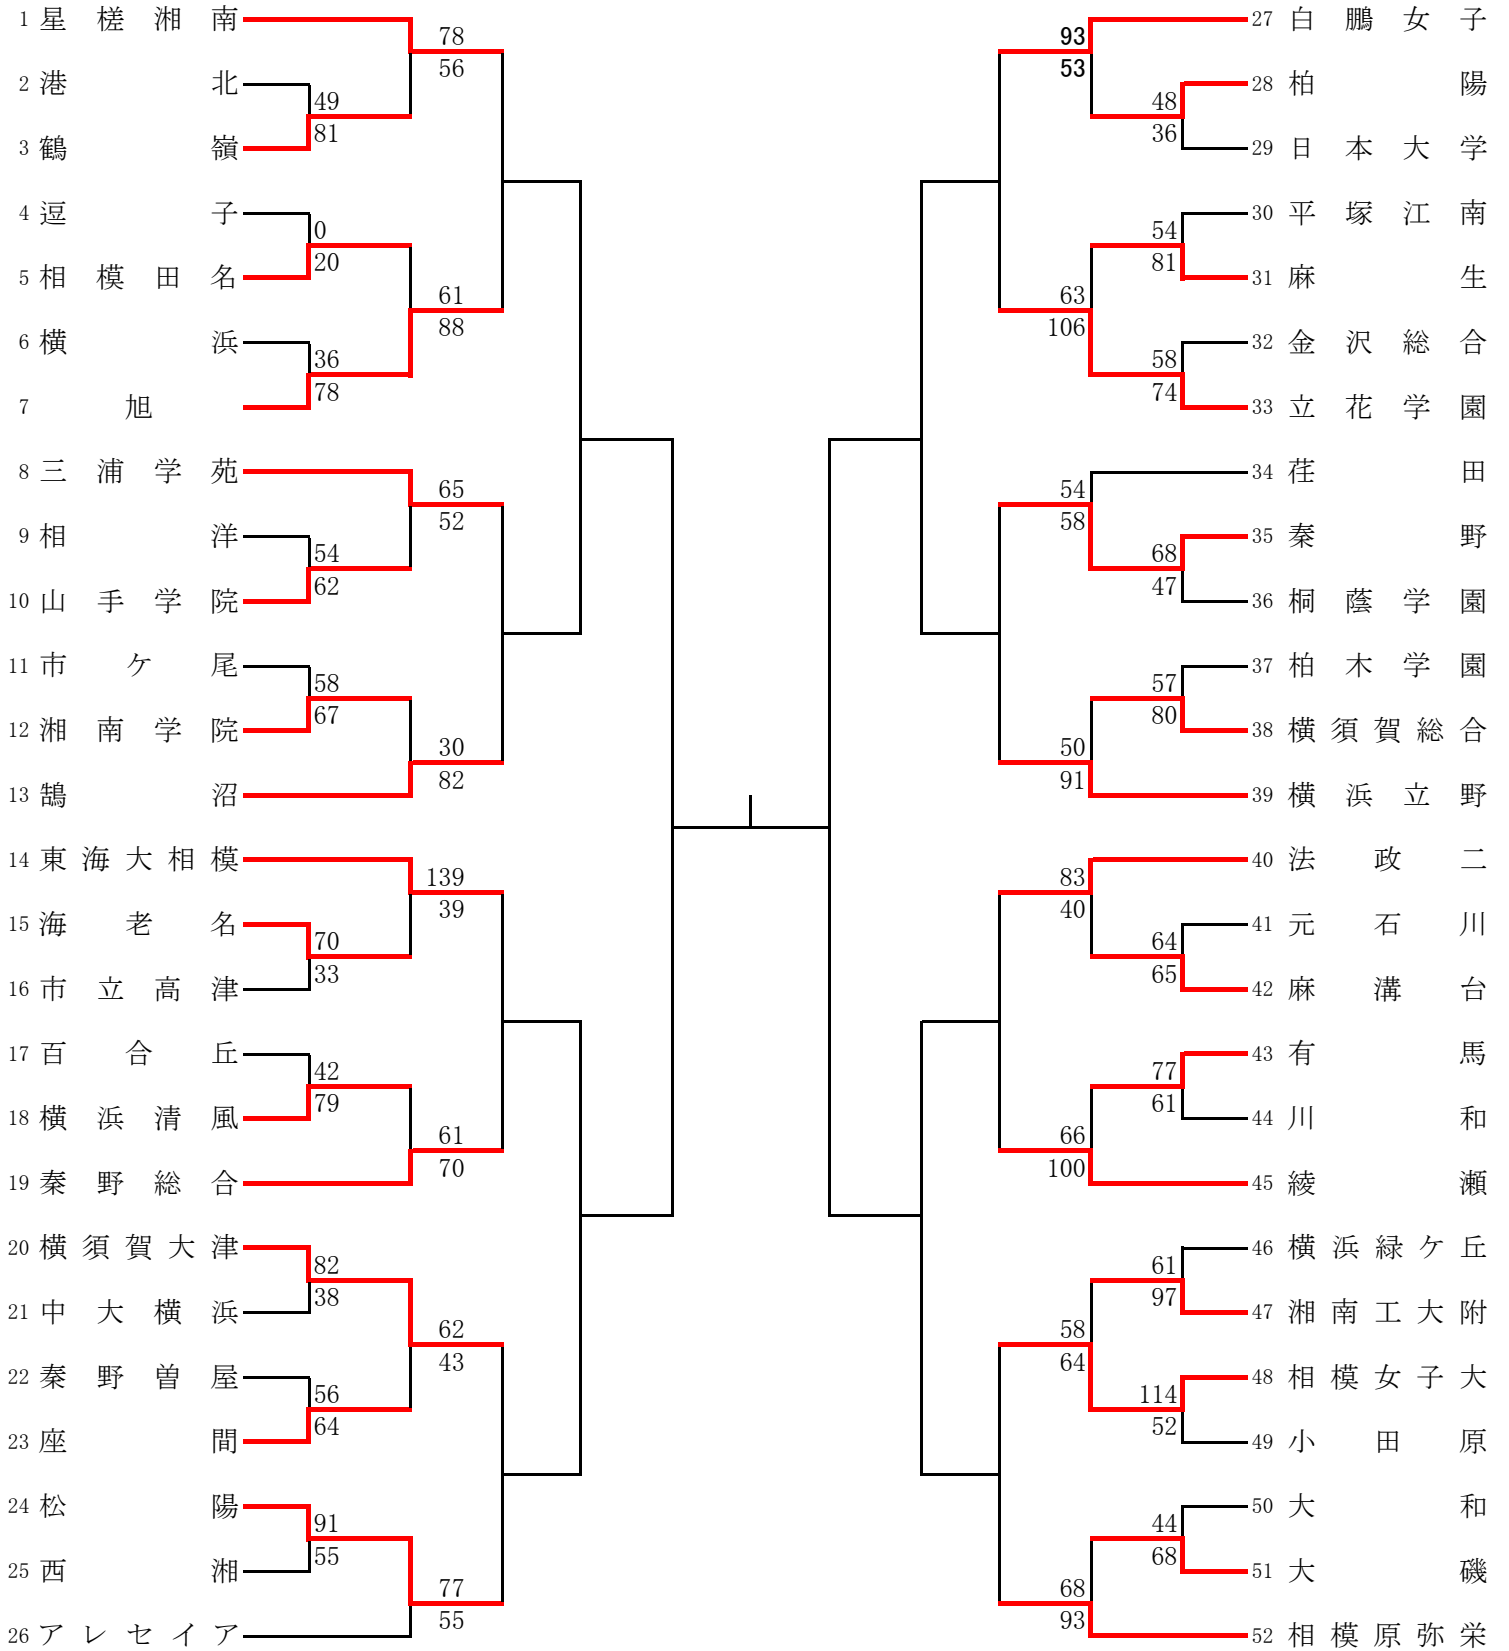 1 星槎湘南
78
56
2 港北
49
81
3 鶴嶺
4 逗子
0
20
5 相模田名
61
88
6 横浜
36
78
7 旭
8 三浦学苑
65
52
9 相洋
54
62
10 山手学院
11 市ケ尾
58
67
12 湘南学院
30
82
13 鵠沼
14 東海大相模
139
39
15 海老名
70
33
16 市立高津
17 百合丘
42
79
18 横浜清風
61
70
19 秦野総合
20 横須賀大津
82
38
21 中大横浜
62
43
22 秦野曽屋
56
64
23 座間
24 松陽
91
55
25 西湘
77
55
26 アレセイア
27 白鵬女子
93
53
28 柏陽
48
36
29 日本大学
30 平塚江南
54
81
31 麻生
63
106
32 金沢総合
58
74
33 立花学園
34 荏田
54
58
35 秦野
68
47
36 桐蔭学園
37 柏木学園
57
80
38 横須賀総合
50
91
39 横浜立野
40 法政二
83
40
41 元石川
64
65
42 麻溝台
43 有馬
77
61
44 川和
66
100
45 綾瀬
46 横浜緑ケ丘
61
97
47 湘南工大附
58
64
48 相模女子大
114
52
49 小田原
50 大和
44
68
51 大磯
68
93
52 相模原弥栄